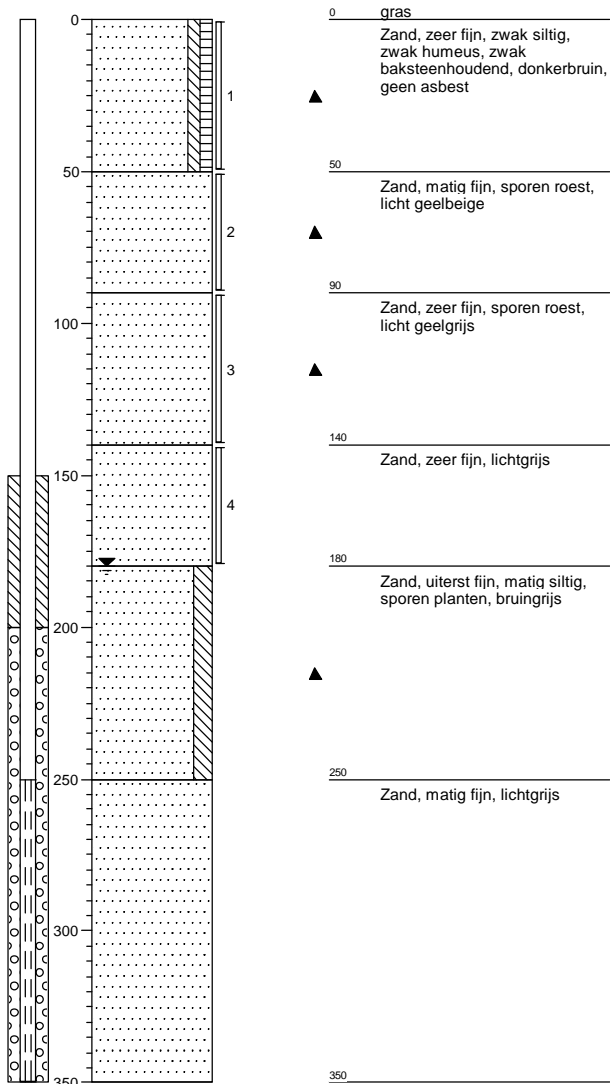 0
50
100
150
200
250
300
350
1
2
3
4
0
gras
Zand, zeer fijn, zwak siltig,
zwak humeus, zwak
baksteenhoudend, donkerbruin,
geen asbest
50
Zand, matig fijn, sporen roest,
licht geelbeige
90
Zand, zeer fijn, sporen roest,
licht geelgrijs
140
Zand, zeer fijn, lichtgrijs
180
Zand, uiterst fijn, matig siltig,
sporen planten, bruingrijs
250
Zand, matig fijn, lichtgrijs
350